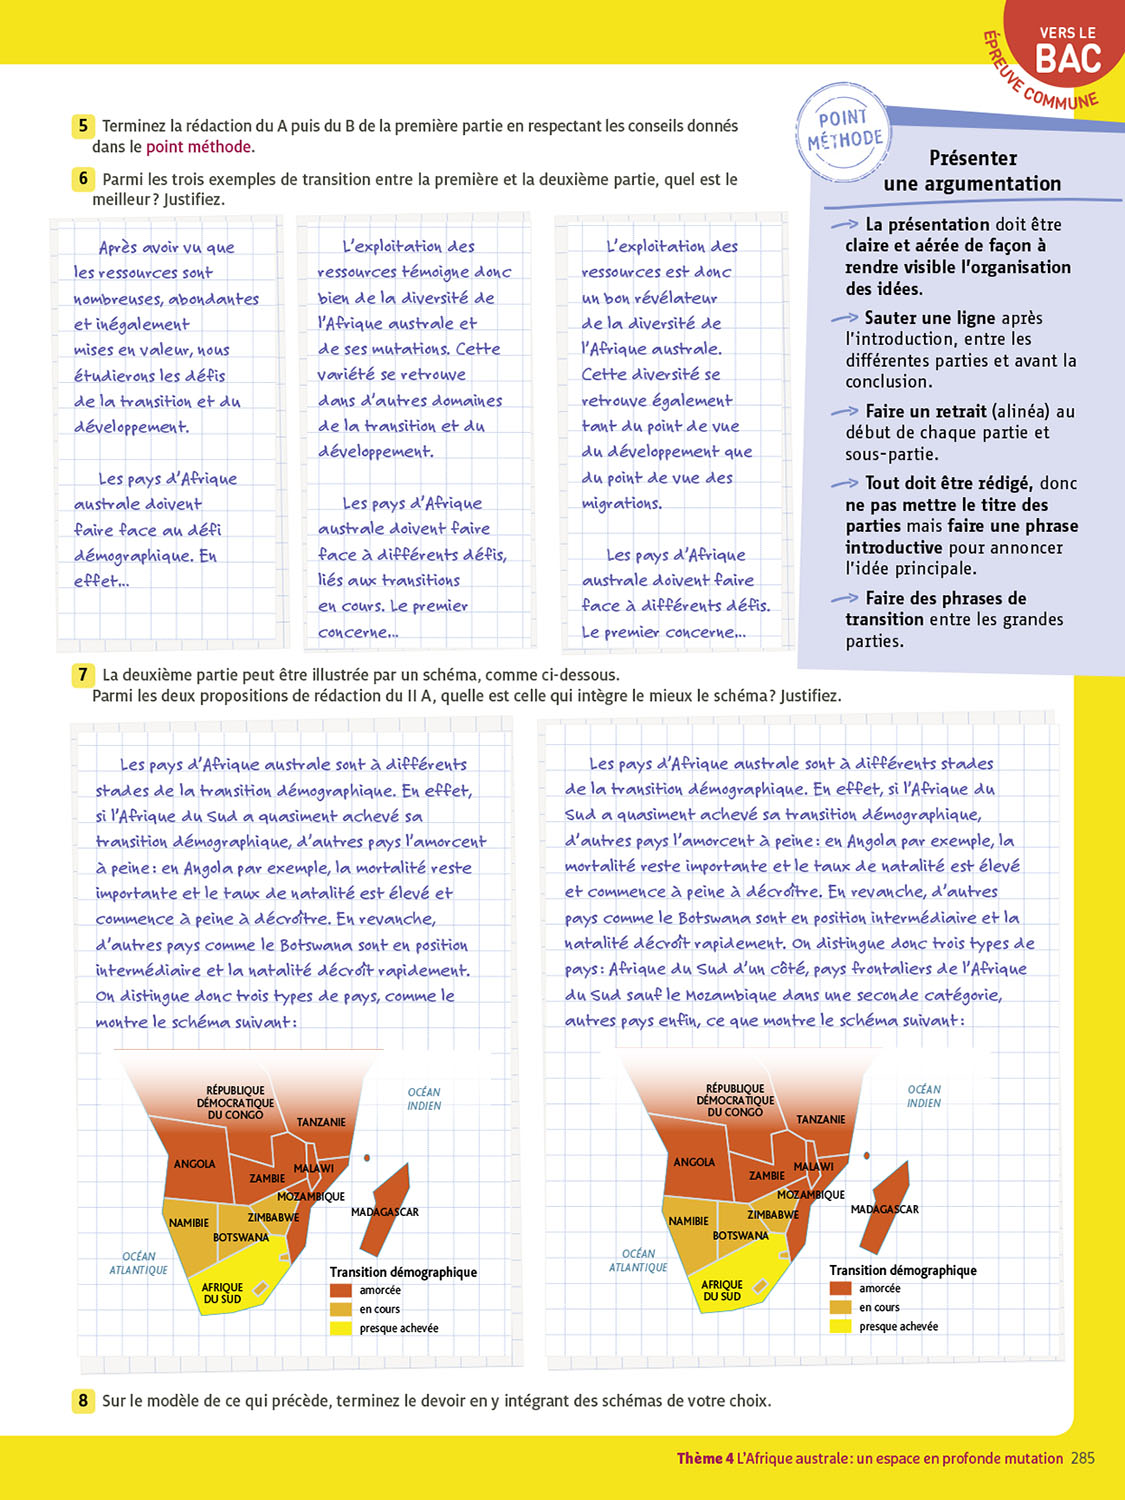 VERS LE
BAC
ÉPREUVE COMMUNE
5 Terminez la rédaction du A puis du B de la première partie en respectant les conseils donnés
dans le point méthode.
6 Parmi les trois exemples de transition entre la première et la deuxième partie, quel est le
meilleur ? Justifiez.
Après avoir vu que
les ressources sont
nombreuses, abondantes
et inégalement
mises en valeur, nous
étudierons les défis
de la transition et du
développement.
Les pays d'Afrique
australe doivent
faire face au défi
démographique. En
effet...
L'exploitation des
ressources témoigne donc
bien de la diversité de
l'Afrique australe et
de ses mutations. Cette
variété se retrouve
dans d'autres domaines
de la transition et du
développement.
Les pays d'Afrique
australe doivent faire
face à différents défis,
liés aux transitions
en cours. Le premier
concerne...
L'exploitation des
ressources est donc
un bon révélateur
de la diversité de
l'Afrique australe.
Cette diversité se
retrouve également
tant du point de vue
du développement que
du point de vue des
migrations.
Les pays d'Afrique
australe doivent faire
face à différents défis.
Le premier concerne...
POINT
MÉTHODE
Présenter
une argumentation
La présentation doit être
claire et aérée de façon à
rendre visible l'organisation
des idées.
Sauter une ligne après
l'introduction, entre les
différentes parties et avant la
conclusion.
Faire un retrait (alinéa) au
début de chaque partie et
sous-partie.
Tout doit être rédigé, donc
ne pas mettre le titre des
parties mais faire une phrase
introductive pour annoncer
l'idée principale.
Faire des phrases de
transition entre les grandes
parties.
7 La deuxième partie peut être illustrée par un schéma, comme ci-dessous.
Parmi les deux propositions de rédaction du II A, quelle est celle qui intègre le mieux le schéma ? Justifiez.
Les pays d'Afrique australe sont à différents
stades de la transition démographique. En effet,
si l'Afrique du Sud a quasiment achevé sa
transition démographique, d'autres pays l'amorcent
à peine : en Angola par exemple, la mortalité reste
importante et le taux de natalité est élevé et
commence à peine à décroître. En revanche,
d'autres pays comme le Botswana sont en position
intermédiaire et la natalité décroît rapidement.
On distingue donc trois types de pays, comme le
montre le schéma suivant :
RÉPUBLIQUE
DÉMOCRATIQUE
DU CONGO
TANZANIE
OCÉAN
INDIEN
ANGOLA
ZAMBIE
MALAWI
MOZAMBIQUE
MADAGASCAR
NAMIBIE
ZIMBABWE
BOTSWANA
OCÉAN
ATLANTIQUE
AFRIQUE
DU SUD
Transition démographique
amorcée
en cours
presque achevée
Les pays d'Afrique australe sont à différents stades
de la transition démographique. En effet, si l'Afrique du
Sud a quasiment achevé sa transition démographique,
d'autres pays l'amorcent à peine : en Angola par exemple, la
mortalité reste importante et le taux de natalité est élevé
et commence à peine à décroître. En revanche, d'autres
pays comme le Botswana sont en position intermédiaire et la
natalité décroît rapidement. On distingue donc trois types de
pays : Afrique du Sud d'un côté, pays frontaliers de l'Afrique
du Sud sauf le Mozambique dans une seconde catégorie,
autres pays enfin, ce que montre le schéma suivant :
RÉPUBLIQUE
DÉMOCRATIQUE
DU CONGO
TANZANIE
OCÉAN
INDIEN
ANGOLA
ZAMBIE
MALAWI
MOZAMBIQUE
MADAGASCAR
NAMIBIE
ZIMBABWE
BOTSWANA
OCÉAN
ATLANTIQUE
AFRIQUE
DU SUD
Transition démographique
amorcée
en cours
presque achevée
8 Sur le modèle de ce qui précède, terminez le devoir en y intégrant des schémas de votre choix.
Thème 4 L'Afrique australe : un espace en profonde mutation 285